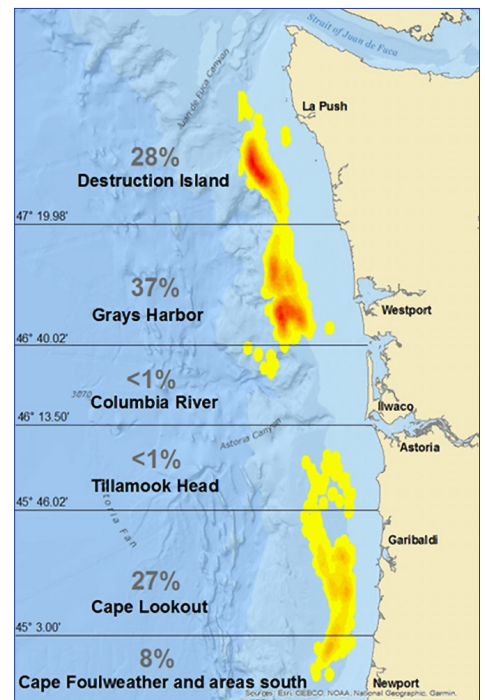 Strait of Juan de Fuca
Juan de Fuca Canyon
La Push
28%
Destruction Island
47° 19.98'
37%
Grays Harbor
Westport
46° 40.02'
<1%
Columbia River
3070
Ilwaco
46° 13.50'
Astoria Canyon
Astoria
<1%
Tillamook Head
45° 46.02'
Astoria Fan
Garibaldi
27%
Cape Lookout
45° 3.00'
8%
Cape Foulweather and areas south
Newport
Sources: Esri, GEBCO, NOAA, National Geographic, Garmin,